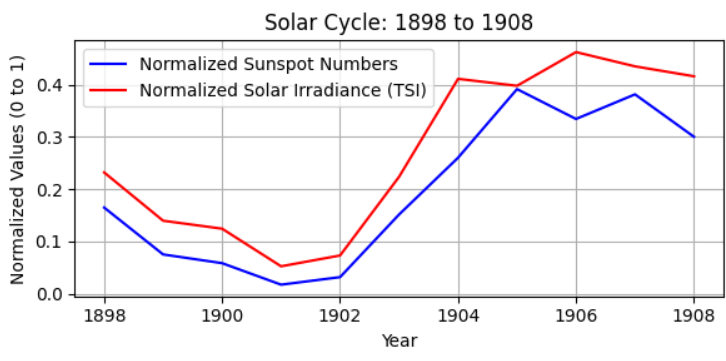 Solar Cycle: 1898 to 1908
Normalized Sunspot Numbers
Normalized Solar Irradiance (TSI)
Normalized Values (0 to 1)
0.4
0.3
0.2
0.1
0.0
1898 1900 1902 1904 1906 1908
Year